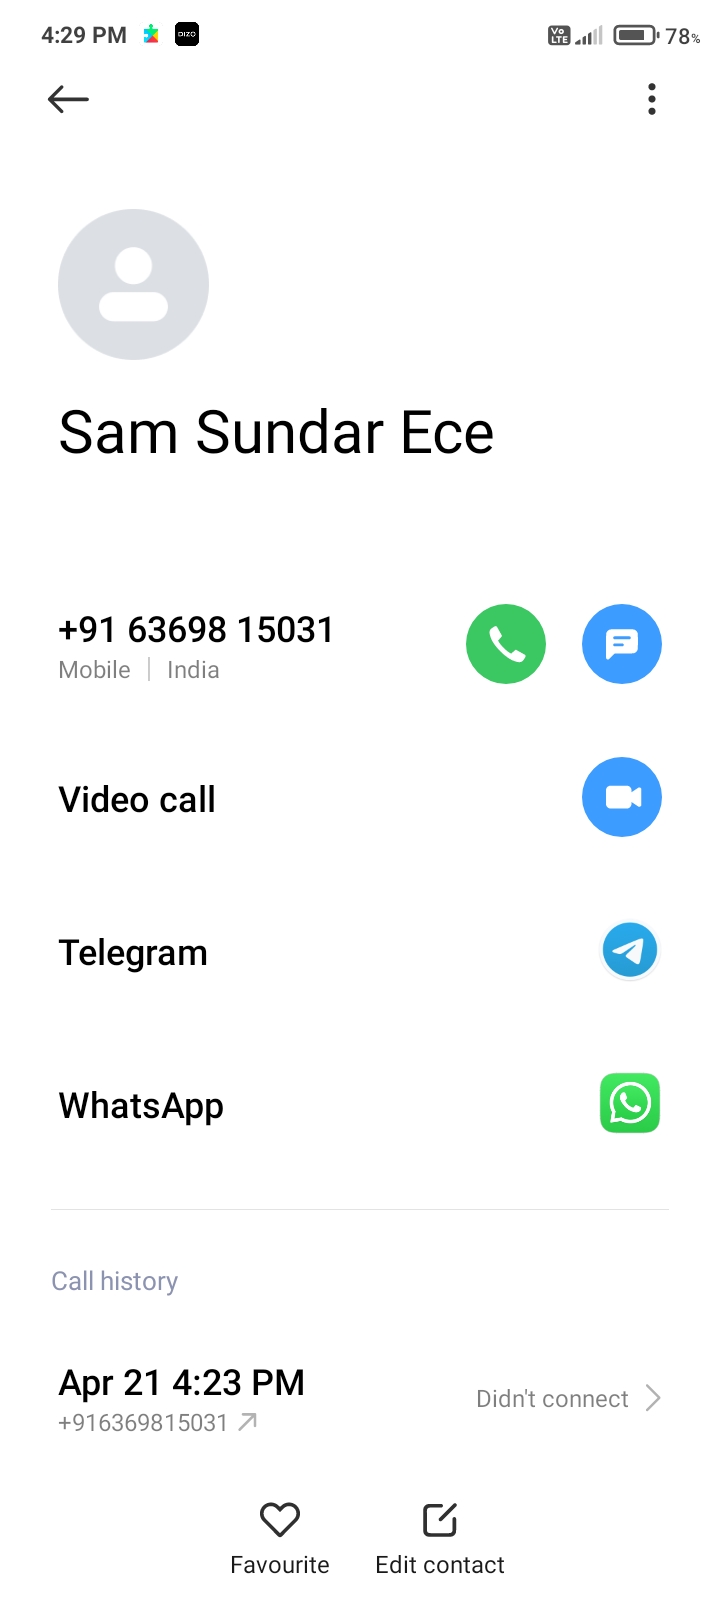 4:29 PM
DIZO
Vo LTE
78%
Sam Sundar Ece
+91 63698 15031
Mobile | India
Video call
Telegram
WhatsApp
Call history
Apr 21 4:23 PM
+916369815031
Didn't connect
Favourite
Edit contact